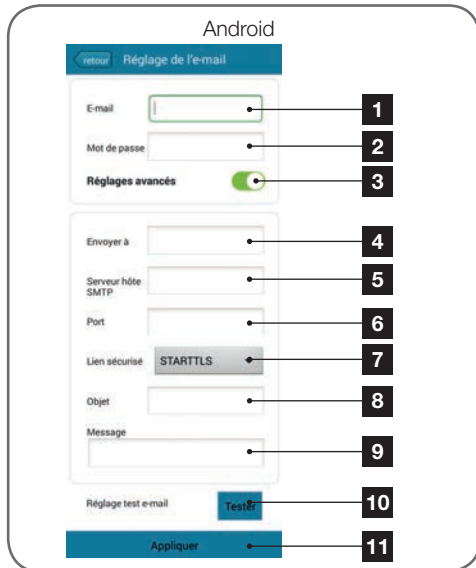 Android
retour Réglage de l'e-mail
E-mail 1
Mot de passe 2
Réglages avancés 3
Envoyer à 4
Serveur hôte
SMTP 5
Port 6
Lien sécurisé STARTTLS 7
Objet 8
Message
9
Réglage test e-mail Tester 10
Appliquer 11